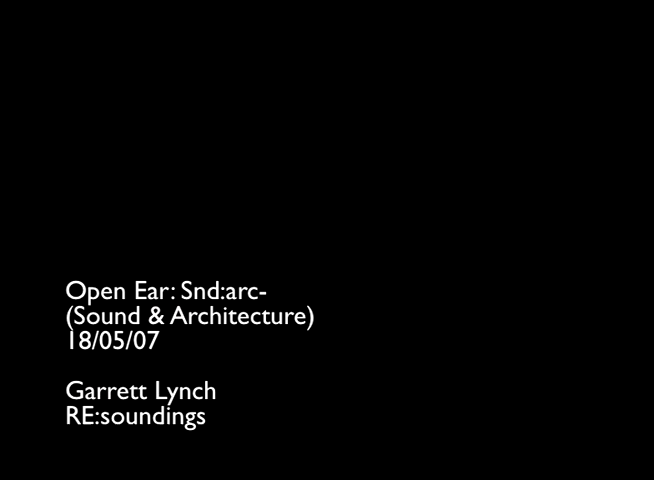 Open Ear: Snd:arc-
(Sound & Architecture)
18/05/07
Garrett Lynch
RE:soundings